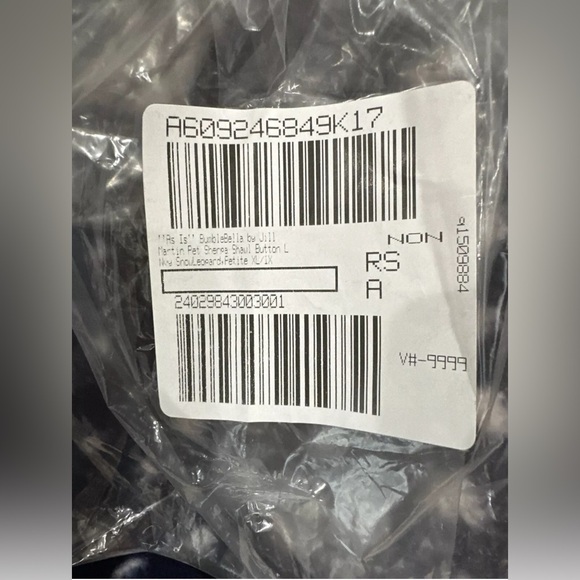 A609246849K17
''As Is'' BumbleBella by Jill
Martin Pet Sherpa Shawl Button L
Nvy SnowLeopard;Petite XL/1X
NON
RS
A
24029843003001
V#-9999
91509884